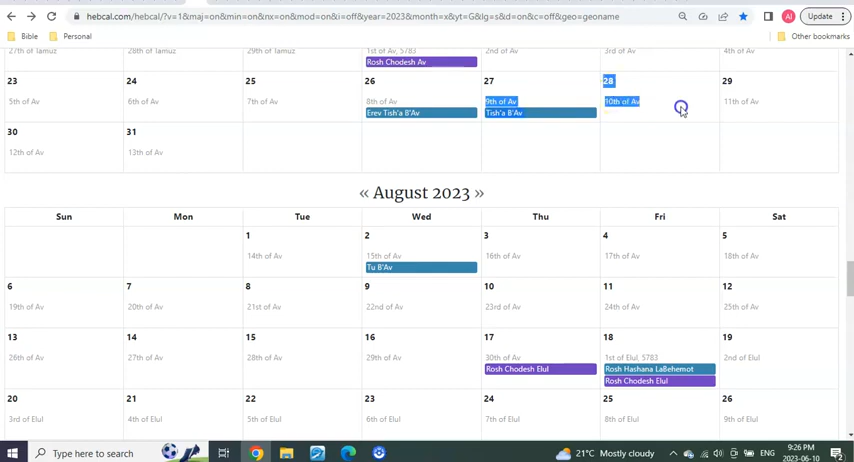 hebcal.com/hebcal/?v=1&maj=on&min=on&nx=on&mod=on&i=off&year=2023&month=x&yt=G&lg=s&d=on&c=off&geo=geoname
AI
Update
Bible
Personal
Other bookmarks
27th of Tamuz
28th of Tamuz
29th of Tamuz
1st of Av, 5783
2nd of Av
3rd of Av
4th of Av
Rosh Chodesh Av
23 24 25 26 27 28 29
5th of Av
6th of Av
7th of Av
8th of Av
9th of Av
10th of Av
11th of Av
Erev Tish'a B'Av
Tish'a B'Av
30 31
12th of Av
13th of Av
« August 2023 »
Sun Mon Tue Wed Thu Fri Sat
1 2 3 4 5
14th of Av
15th of Av
16th of Av
17th of Av
18th of Av
Tu B'Av
6 7 8 9 10 11 12
19th of Av
20th of Av
21st of Av
22nd of Av
23rd of Av
24th of Av
25th of Av
13 14 15 16 17 18 19
26th of Av
27th of Av
28th of Av
29th of Av
30th of Av
1st of Elul, 5783
2nd of Elul
Rosh Chodesh Elul
Rosh Hashana LaBehemot
Rosh Chodesh Elul
20 21 22 23 24 25 26
3rd of Elul
4th of Elul
5th of Elul
6th of Elul
7th of Elul
8th of Elul
9th of Elul
Type here to search
21°C Mostly cloudy
ENG
9:26 PM
2023-06-10
2